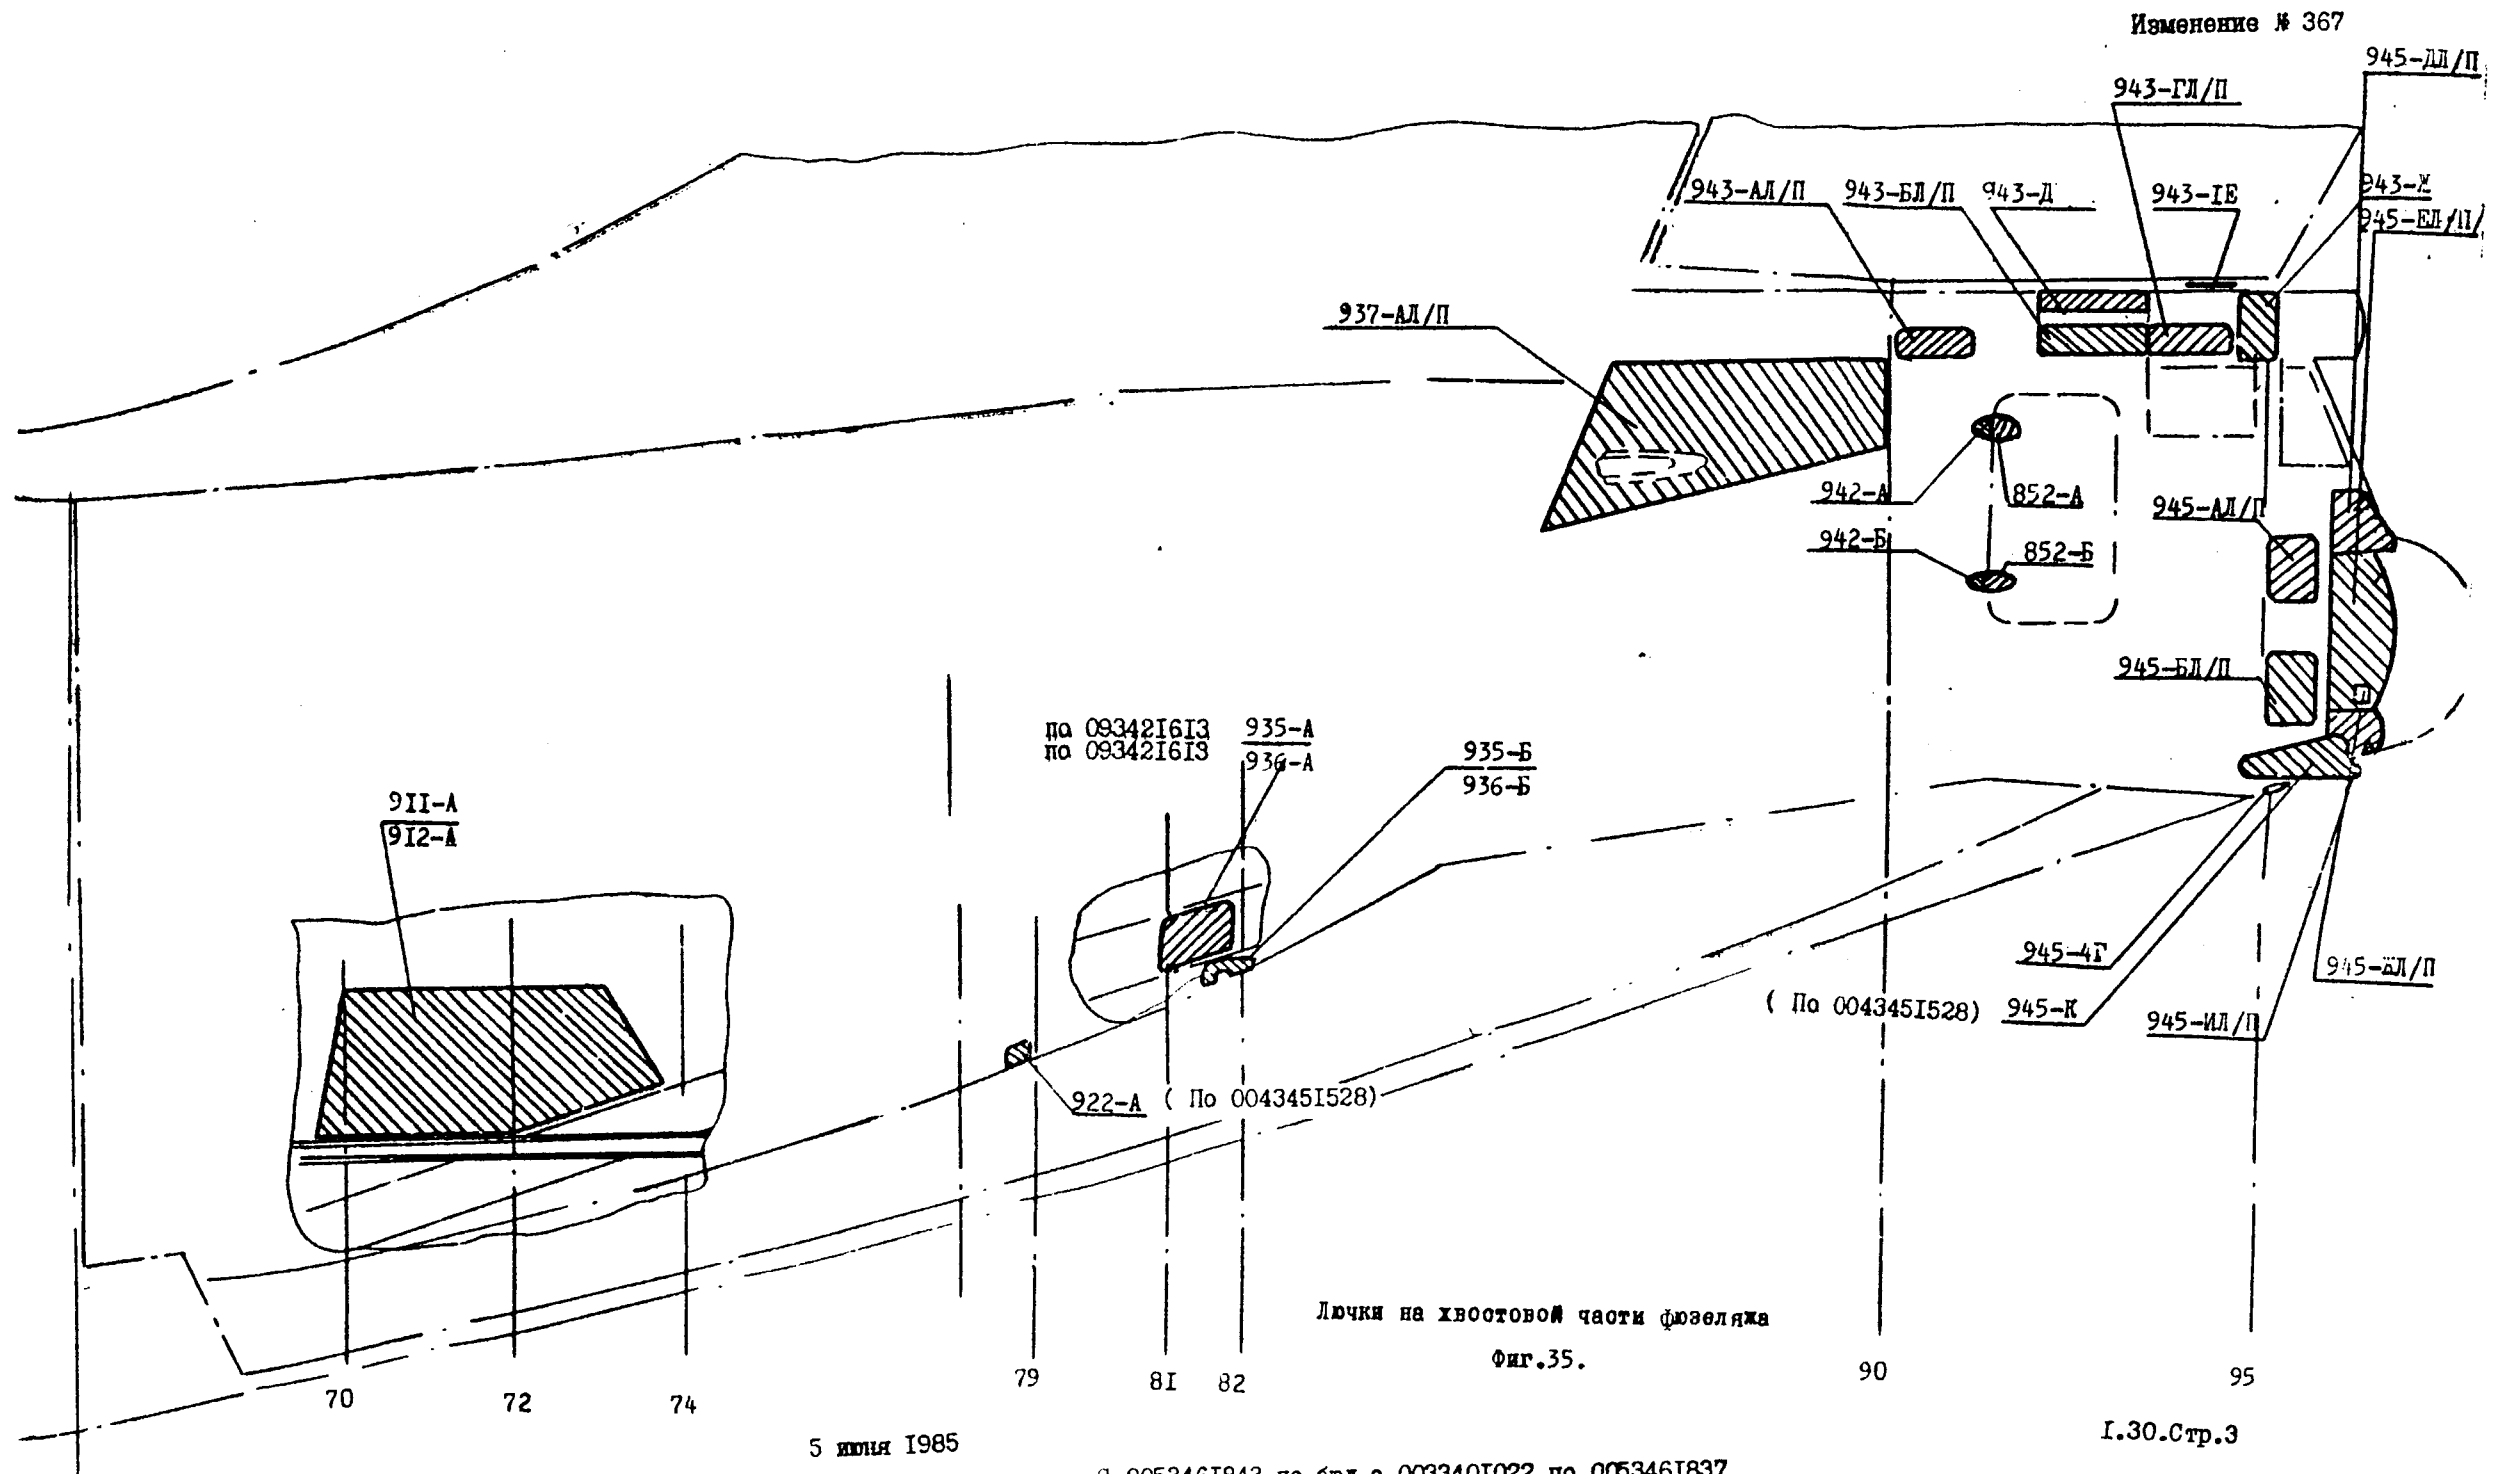 Изменение № 367
945-ДЛ/П
943-ГЛ/П
943-АЛ/П
943-БЛ/П
943-Д
943-IЕ
943-Ж
945-ЕЛ/П
937-АЛ/П
942-А
852-А
945-АЛ/П
942-Б
852-Б
945-БЛ/П
по 09342I6I3
по 09342I6I3
935-А
936-А
935-Б
936-Б
9II-А
9I2-А
945-4Г
945-ВЛ/П
( По 004345I528)
945-К
945-ИЛ/П
922-А
( По 004345I528)
Лючки на хвостовой части фюзеляжа
Фиг.35.
70
72
74
79
8I
82
90
95
5 июня I985
I.30.Стр.3